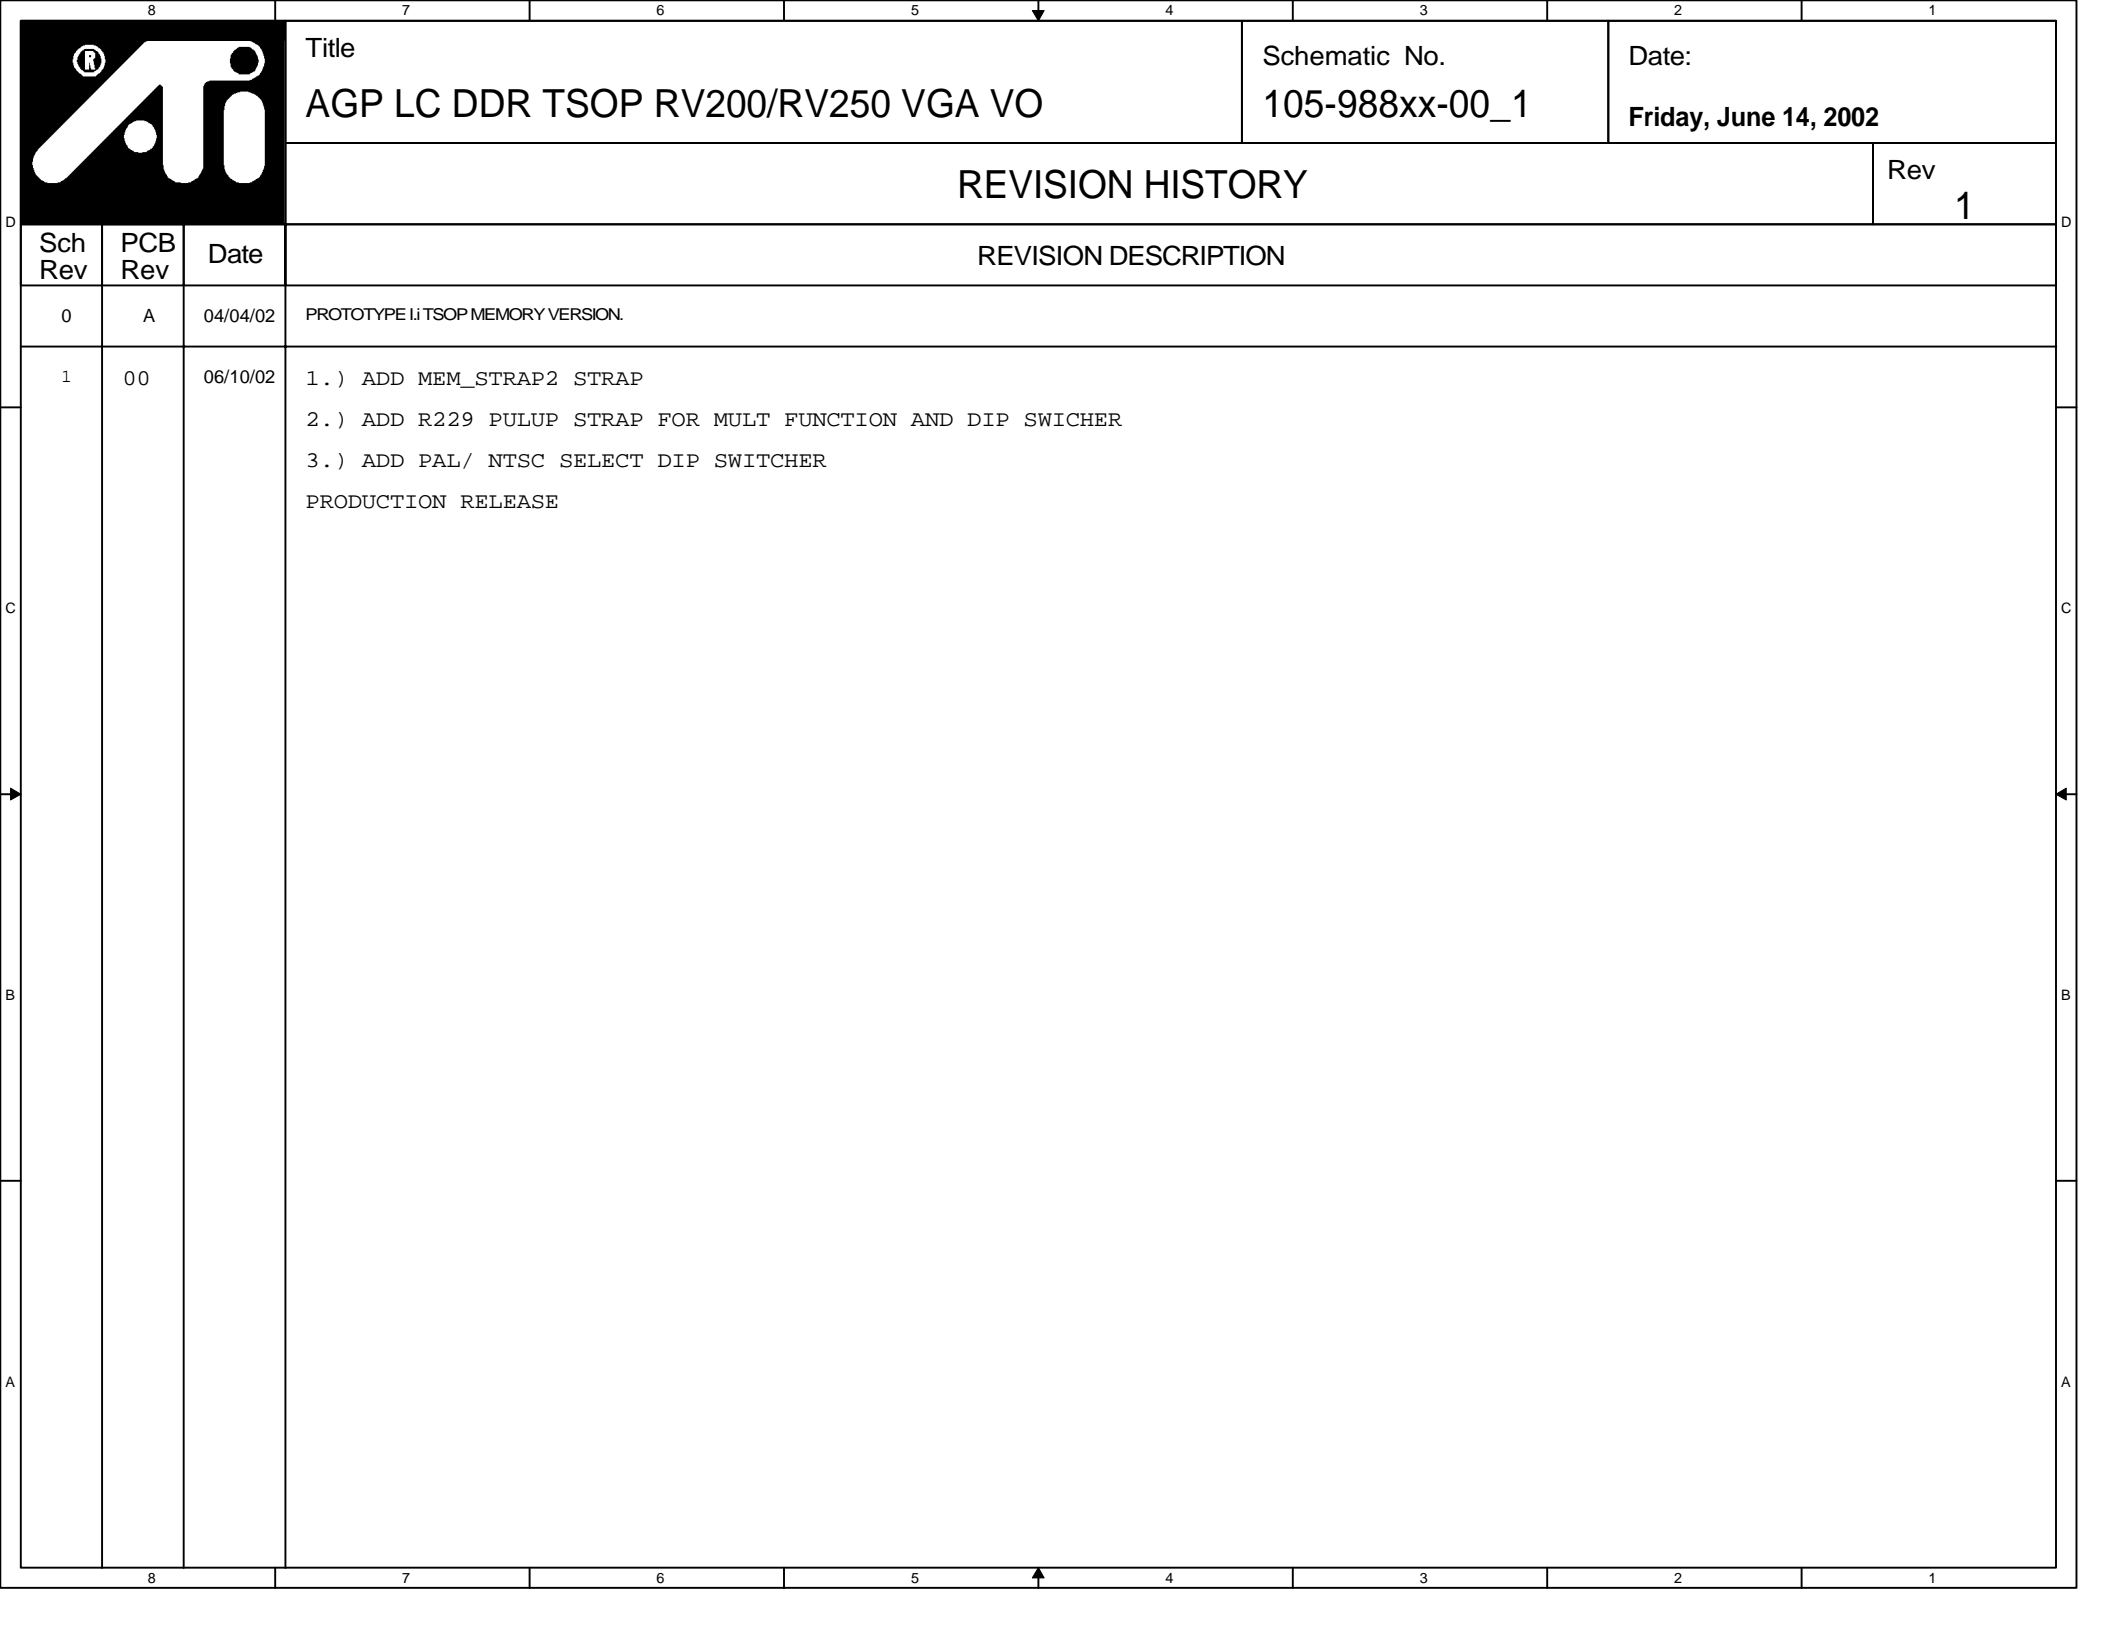 8 7 6 5 4 3 2 1
ATi ®
Title
AGP LC DDR TSOP RV200/RV250 VGA VO
Schematic No.
105-988xx-00_1
Date:
Friday, June 14, 2002
REVISION HISTORY
Rev
1
D D
Sch Rev
PCB Rev
Date
REVISION DESCRIPTION
0 A 04/04/02 PROTOTYPE I.i TSOP MEMORY VERSION.
1 00 06/10/02 1.) ADD MEM_STRAP2 STRAP
2.) ADD R229 PULUP STRAP FOR MULT FUNCTION AND DIP SWICHER
3.) ADD PAL/ NTSC SELECT DIP SWITCHER
PRODUCTION RELEASE
C C
B B
A A
8 7 6 5 4 3 2 1